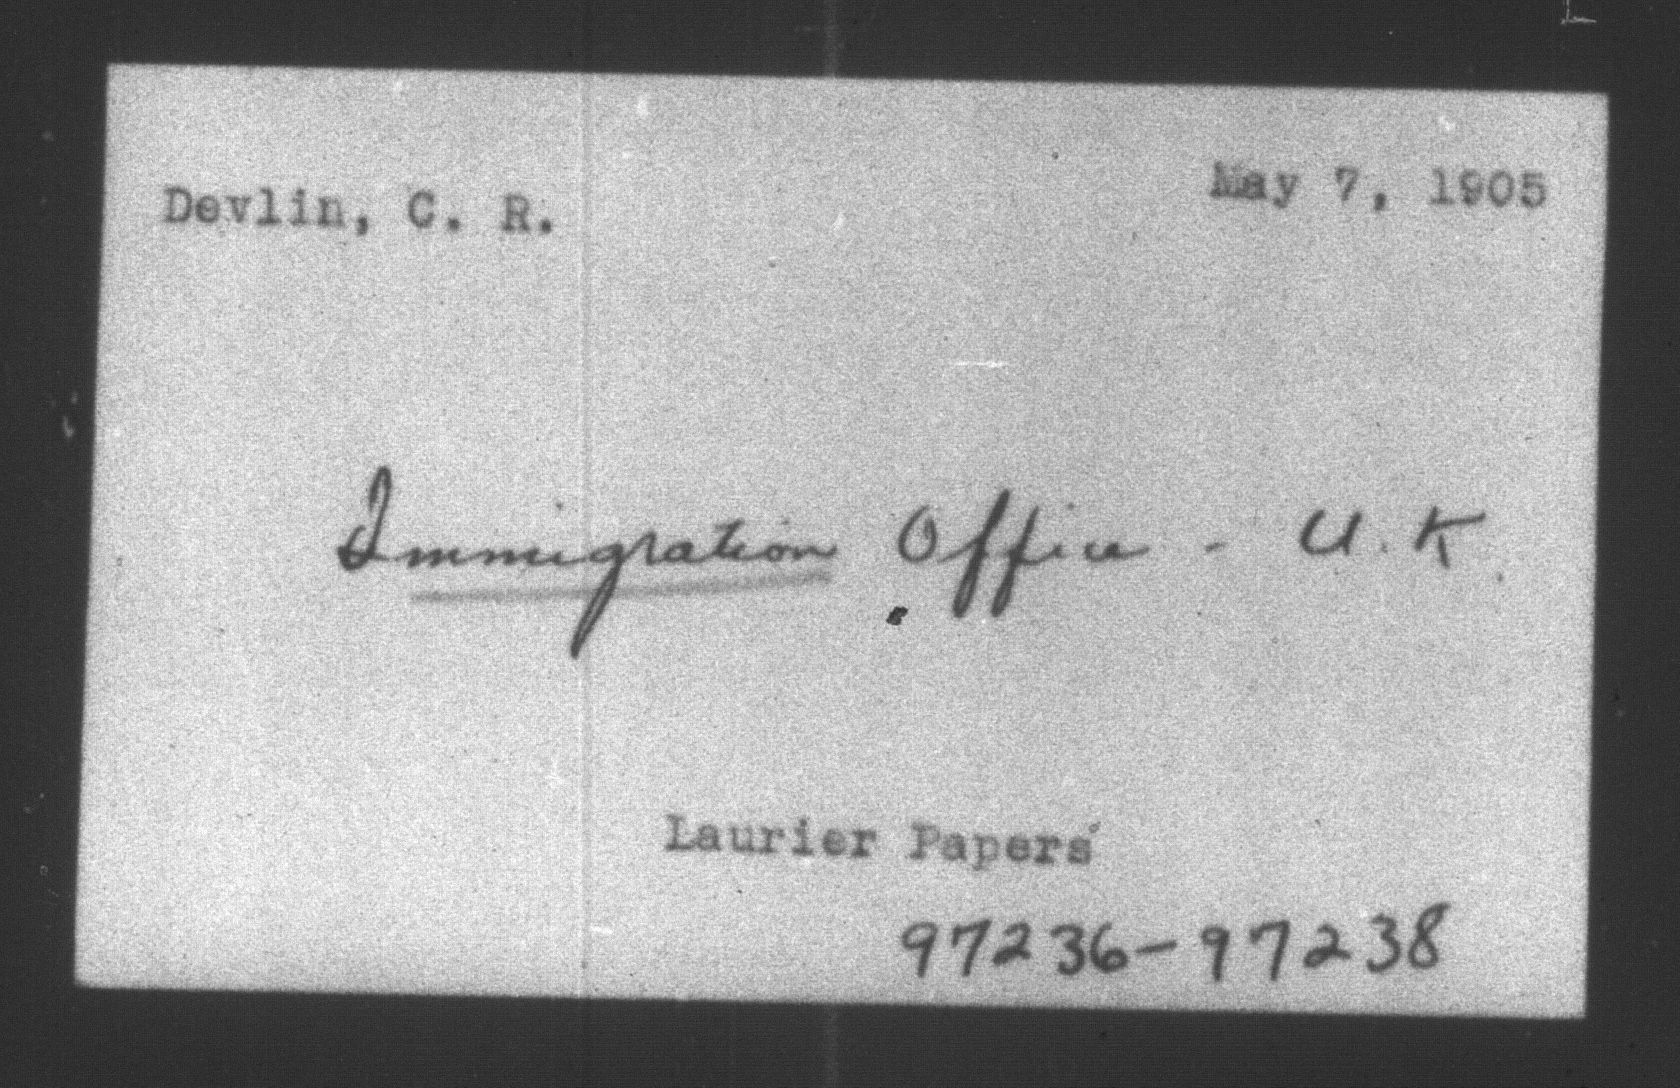 Devlin, C. R.
May 7, 1905
Immigration Office - U.K.
Laurier Papers
97236-97238